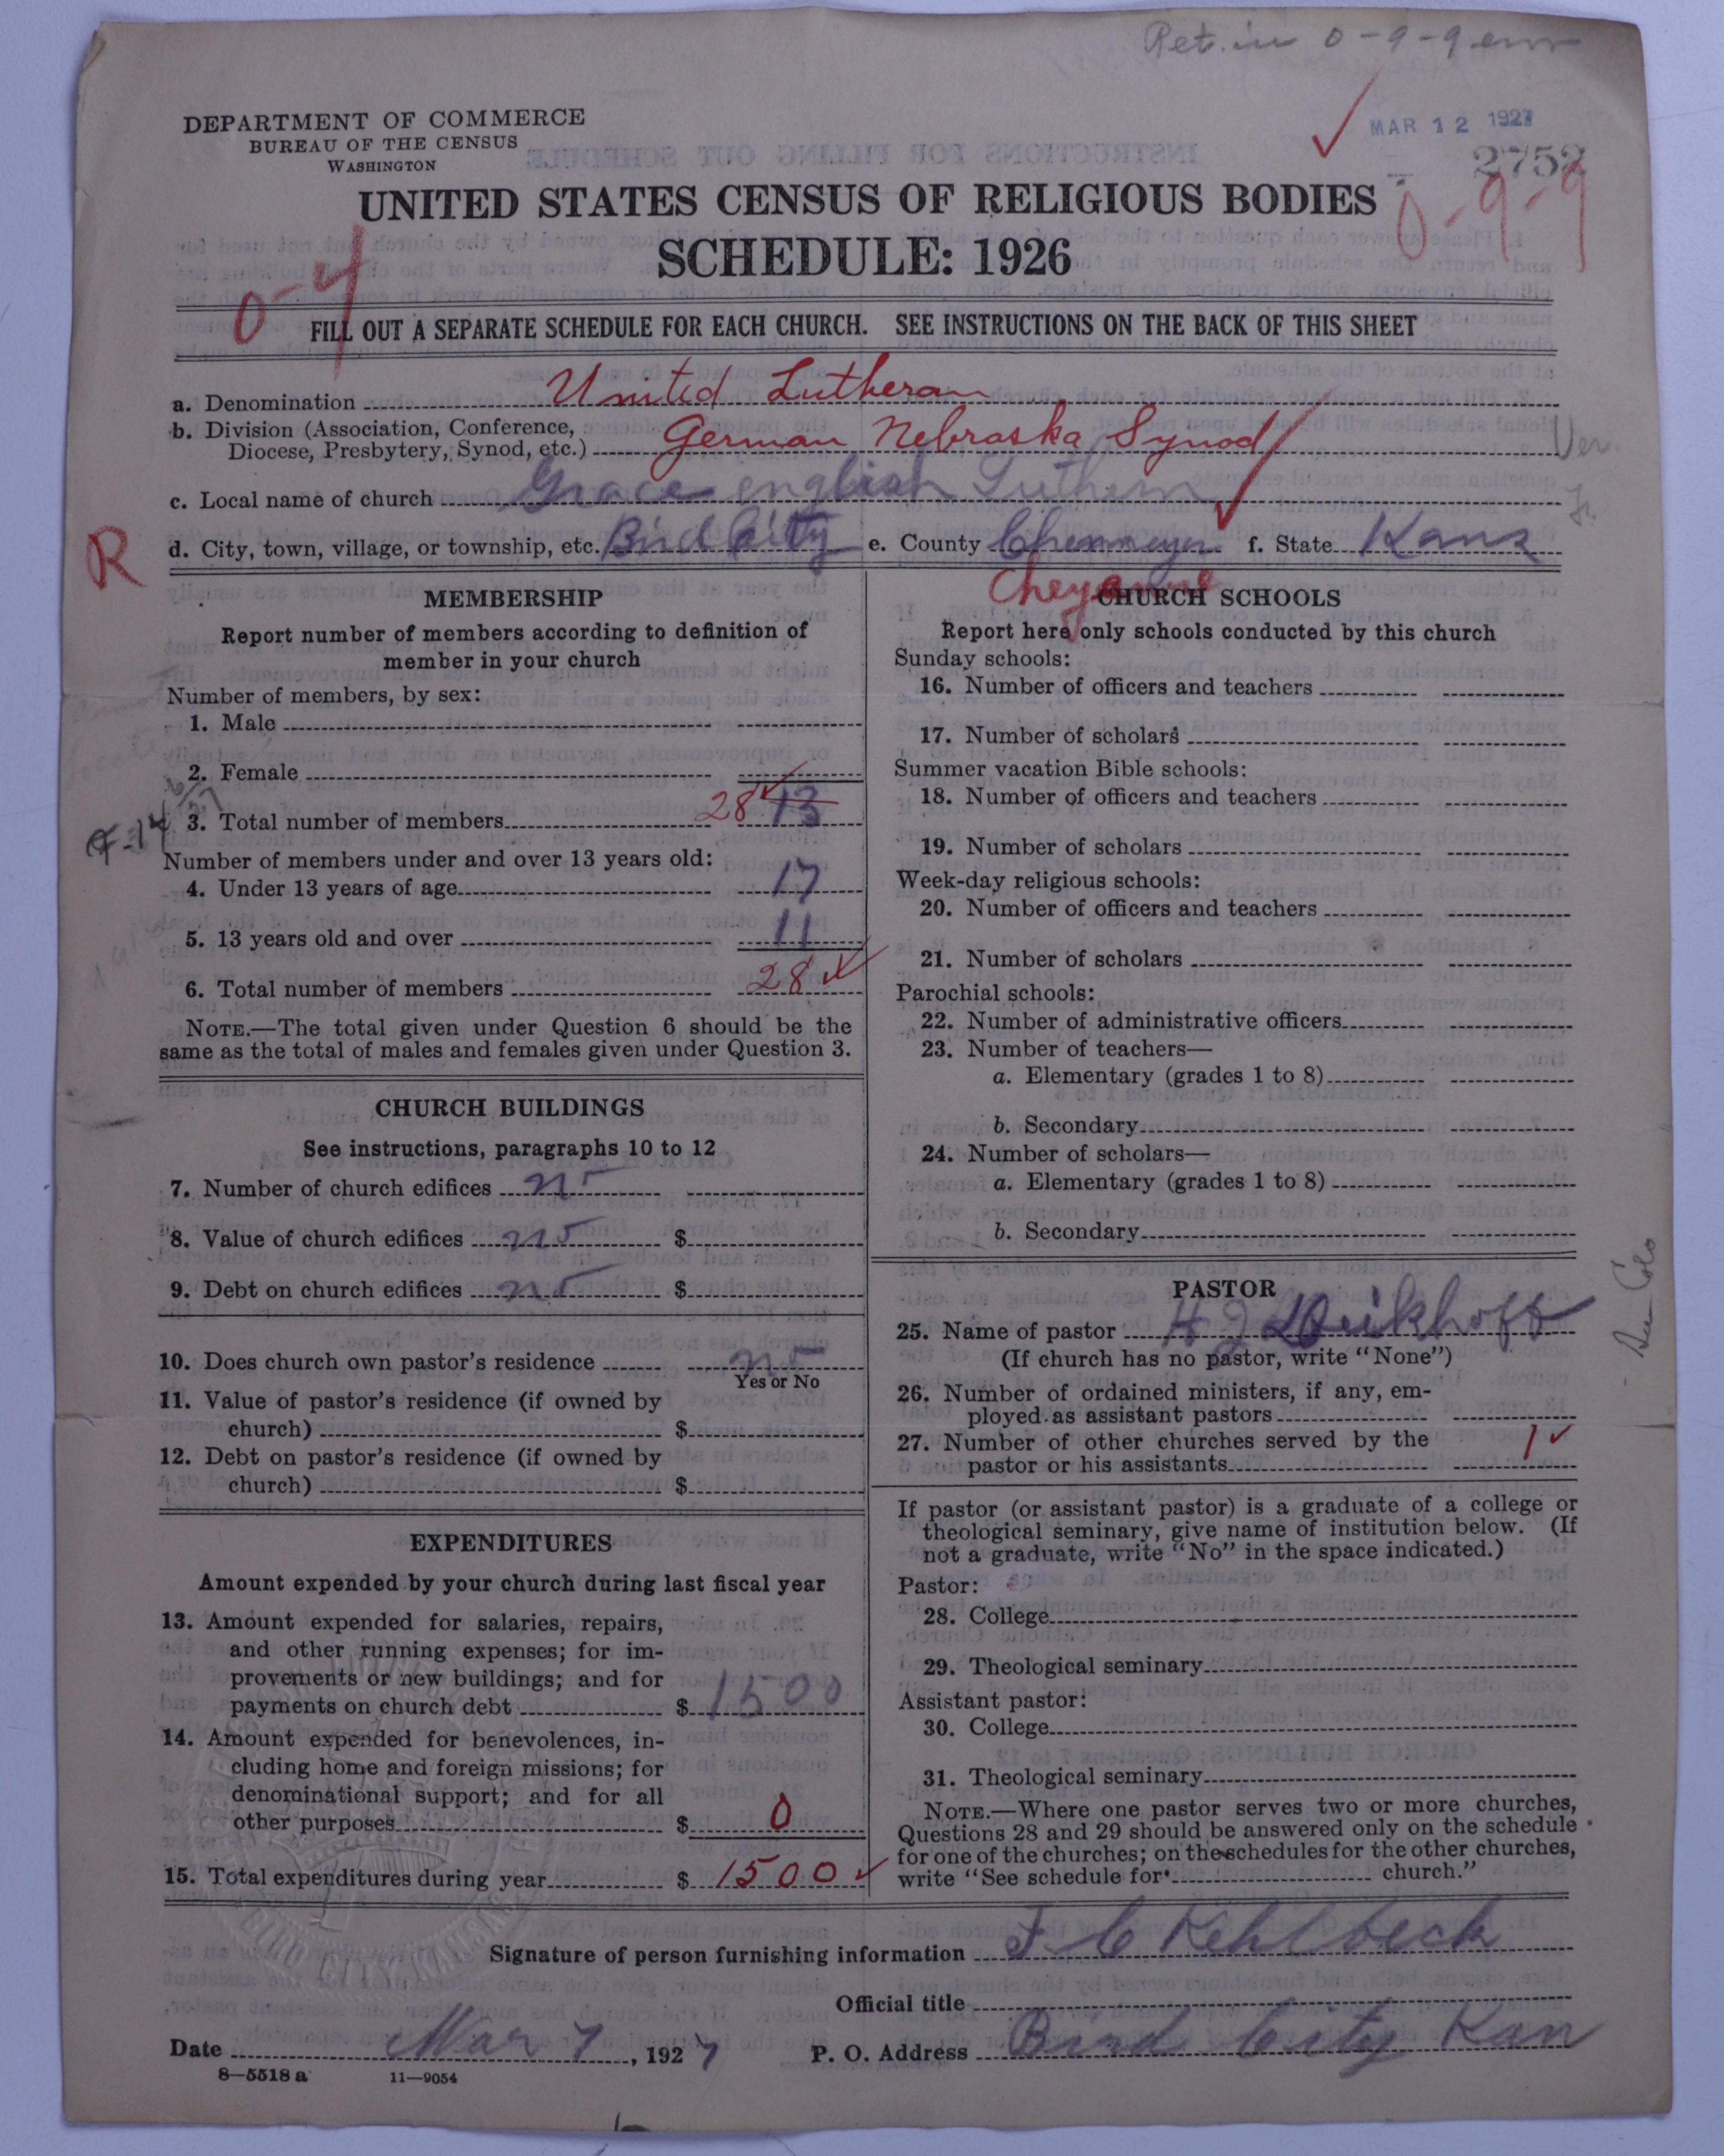 Ret. in 0-9-9 em
DEPARTMENT OF COMMERCE
BUREAU OF THE CENSUS
WASHINGTON
MAR 12 1927
2752
0-9-9
UNITED STATES CENSUS OF RELIGIOUS BODIES
SCHEDULE: 1926
0-4
FILL OUT A SEPARATE SCHEDULE FOR EACH CHURCH. SEE INSTRUCTIONS ON THE BACK OF THIS SHEET
a. Denomination United Lutheran
b. Division (Association, Conference,
Diocese, Presbytery, Synod, etc.) German Nebraska Synod Ver.
c. Local name of church Grace english Luthern
R
d. City, town, village, or township, etc. Bird City e. County f. State Kans
Cheyenne
MEMBERSHIP
Report number of members according to definition of
member in your church
Number of members, by sex:
1. Male
2. Female
3. Total number of members 28 13
Number of members under and over 13 years old:
4. Under 13 years of age 17
5. 13 years old and over 11
6. Total number of members 28
NOTE.—The total given under Question 6 should be the
same as the total of males and females given under Question 3.
CHURCH BUILDINGS
See instructions, paragraphs 10 to 12
7. Number of church edifices no
8. Value of church edifices no $
9. Debt on church edifices no $
10. Does church own pastor's residence no
Yes or No
11. Value of pastor's residence (if owned by
church) $
12. Debt on pastor's residence (if owned by
church) $
EXPENDITURES
Amount expended by your church during last fiscal year
13. Amount expended for salaries, repairs,
and other running expenses; for im-
provements or new buildings; and for
payments on church debt $ 1500
14. Amount expended for benevolences, in-
cluding home and foreign missions; for
denominational support; and for all
other purposes $ 0
15. Total expenditures during year $ 1500
CHURCH SCHOOLS
Report here only schools conducted by this church
Sunday schools:
16. Number of officers and teachers
17. Number of scholars
Summer vacation Bible schools:
18. Number of officers and teachers
19. Number of scholars
Week-day religious schools:
20. Number of officers and teachers
21. Number of scholars
Parochial schools:
22. Number of administrative officers
23. Number of teachers—
a. Elementary (grades 1 to 8)
b. Secondary
24. Number of scholars—
a. Elementary (grades 1 to 8)
b. Secondary
PASTOR
25. Name of pastor H J Deikhoff
(If church has no pastor, write "None")
26. Number of ordained ministers, if any, em-
ployed as assistant pastors
27. Number of other churches served by the
pastor or his assistants 1
If pastor (or assistant pastor) is a graduate of a college or
theological seminary, give name of institution below. (If
not a graduate, write "No" in the space indicated.)
Pastor:
28. College
29. Theological seminary
Assistant pastor:
30. College
31. Theological seminary
NOTE.—Where one pastor serves two or more churches,
Questions 28 and 29 should be answered only on the schedule
for one of the churches; on the schedules for the other churches,
write "See schedule for church."
Signature of person furnishing information F C Kehlbeck
Official title
Date Mar 7, 1927 P. O. Address Bird City Kan
8—5518 a 11—9054